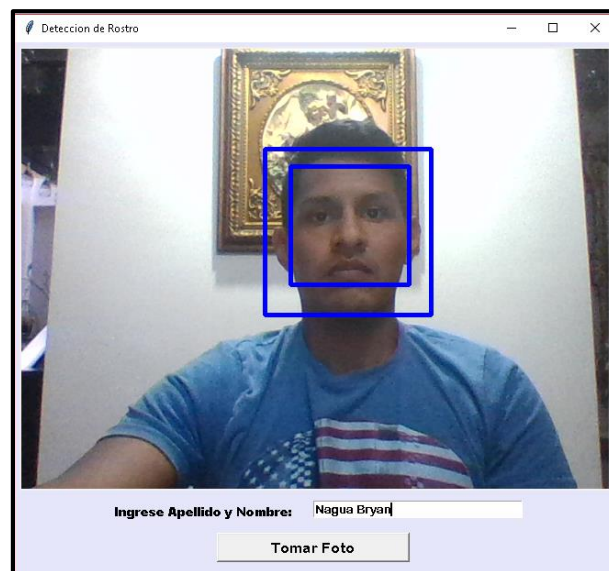 Deteccion de Rostro
Ingrese Apellido y Nombre: Nagua Bryan
Tomar Foto